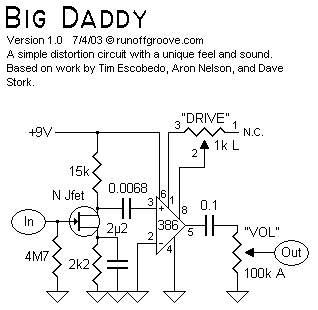 BIG DADDY
Version 1.0 7/4/03 © runoffgroove.com
A simple distortion circuit with a unique feel and sound.
Based on work by Tim Escobedo, Aron Nelson, and Dave
Stork.
"DRIVE"
+9V
3
1
N.C.
2
1k L
15k
6
1
8
N Jfet
0.0068
3
+
386
0.1
In
2µ2
2
−
5
4
"VOL"
Out
4M7
2k2
100k A